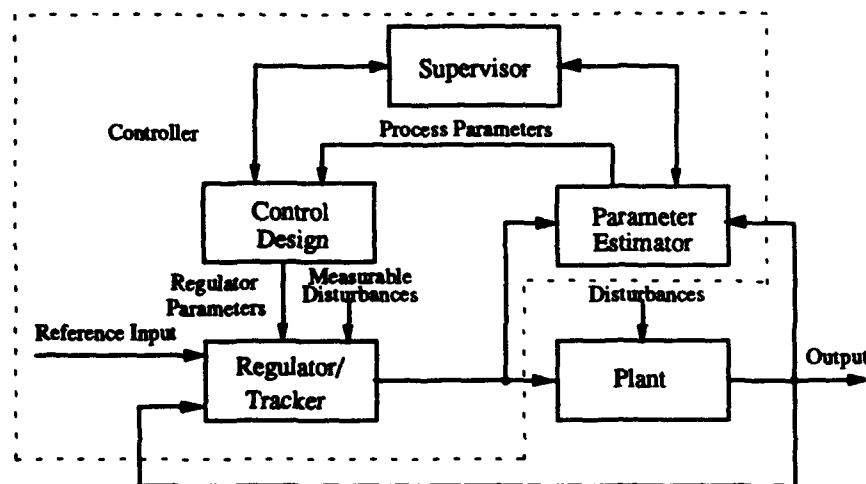 Supervisor
Controller
Process Parameters
Control
Design
Parameter
Estimator
Regulator
Parameters
Measurable
Disturbances
Disturbances
Reference Input
Regulator/
Tracker
Plant
Output